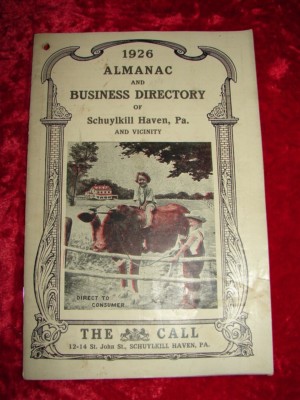 1926
ALMANAC
AND
BUSINESS DIRECTORY
OF
Schuylkill Haven, Pa.
AND VICINITY
DIRECT TO
CONSUMER
THE CALL
12-14 St. John St., SCHUYLKILL HAVEN, PA.